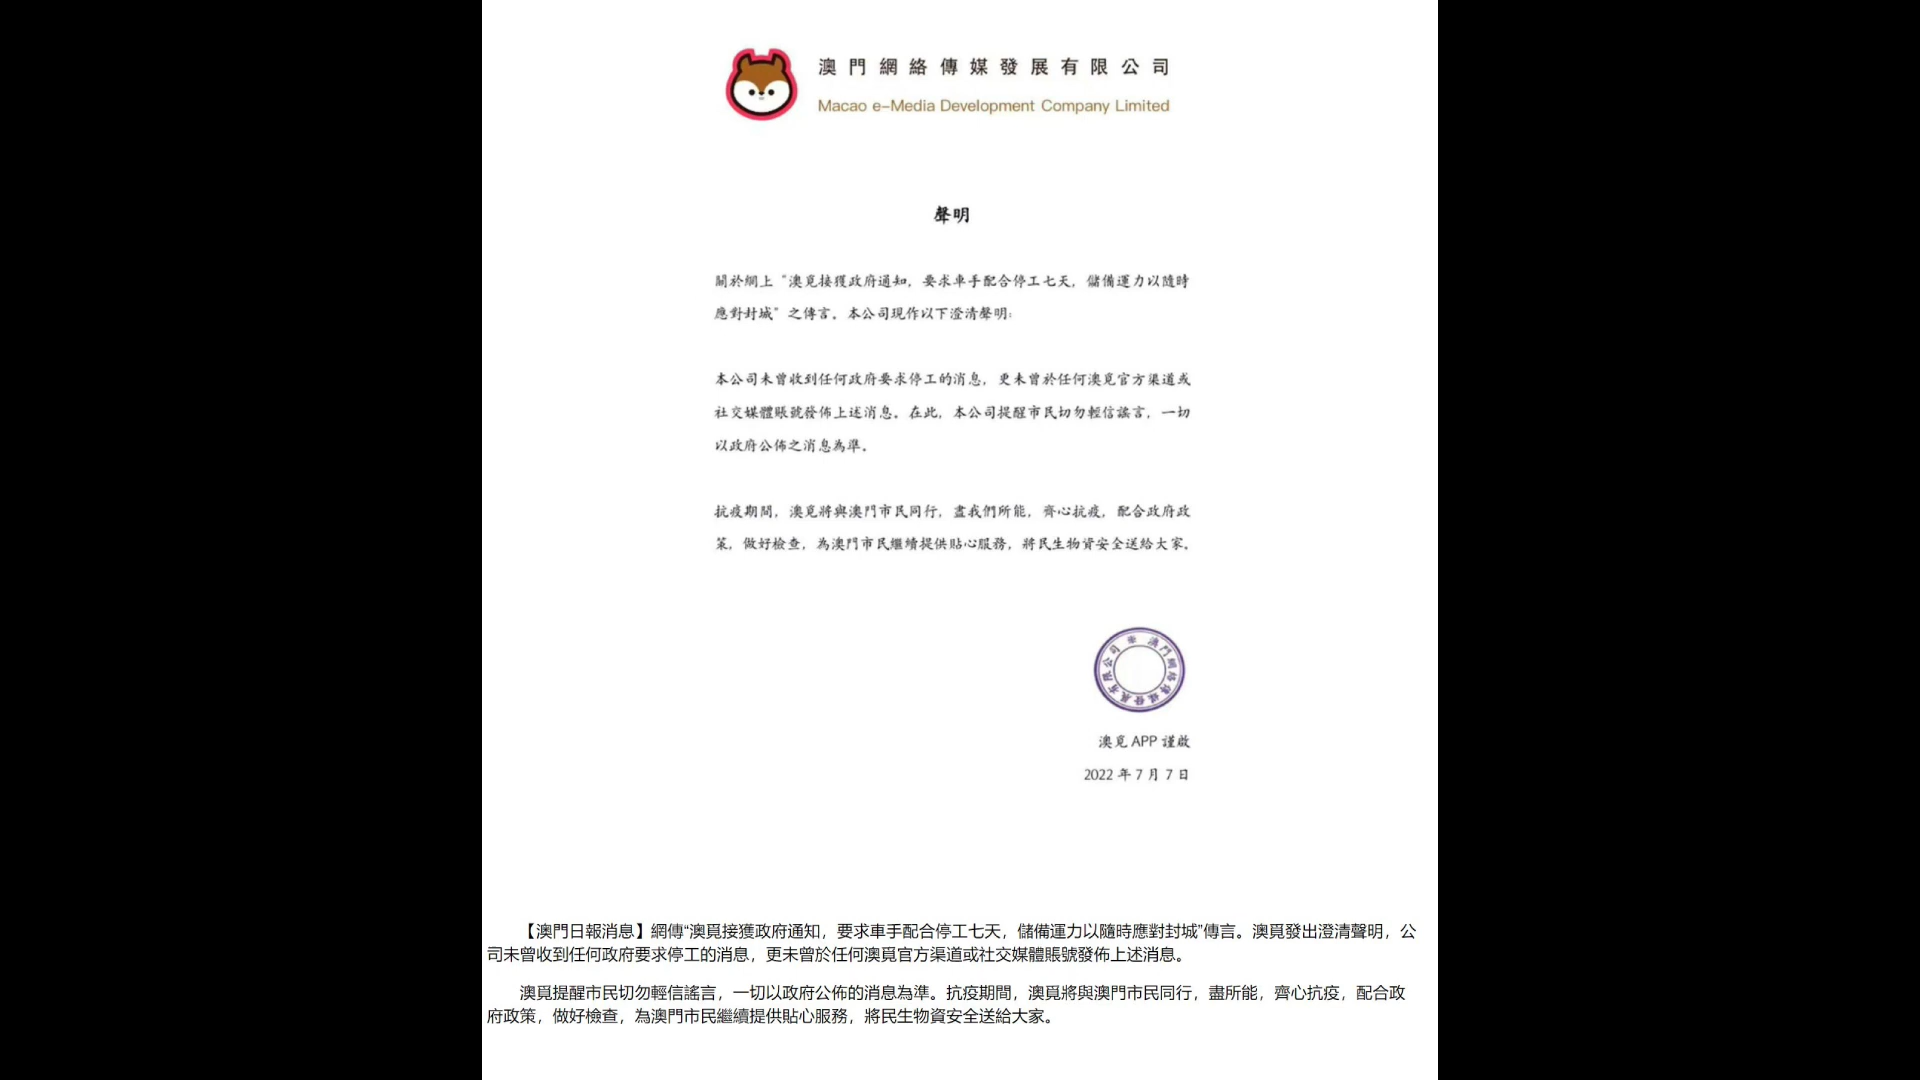 澳門網絡傳媒發展有限公司
Macao e-Media Development Company Limited
聲明
關於網上“澳覓接獲政府通知，要求車手配合停工七天，儲備運力以隨時
應對封城”之傳言。本公司現作以下澄清聲明：
本公司未曾收到任何政府要求停工的消息，更未曾於任何澳覓官方渠道或
社交媒體賬號發佈上述消息。在此，本公司提醒市民切勿輕信謠言，一切
以政府公佈之消息為準。
抗疫期間，澳覓將與澳門市民同行，盡我們所能，齊心抗疫，配合政府政
策，做好檢查，為澳門市民繼續提供貼心服務，將民生物資安全送給大家。
澳門網絡傳媒發展有限公司
澳覓 APP 謹啟
2022 年 7 月 7 日
【澳門日報消息】網傳“澳覓接獲政府通知，要求車手配合停工七天，儲備運力以隨時應對封城”傳言。澳覓發出澄清聲明，公
司未曾收到任何政府要求停工的消息，更未曾於任何澳覓官方渠道或社交媒體賬號發佈上述消息。
澳覓提醒市民切勿輕信謠言，一切以政府公佈的消息為準。抗疫期間，澳覓將與澳門市民同行，盡所能，齊心抗疫，配合政
府政策，做好檢查，為澳門市民繼續提供貼心服務，將民生物資安全送給大家。